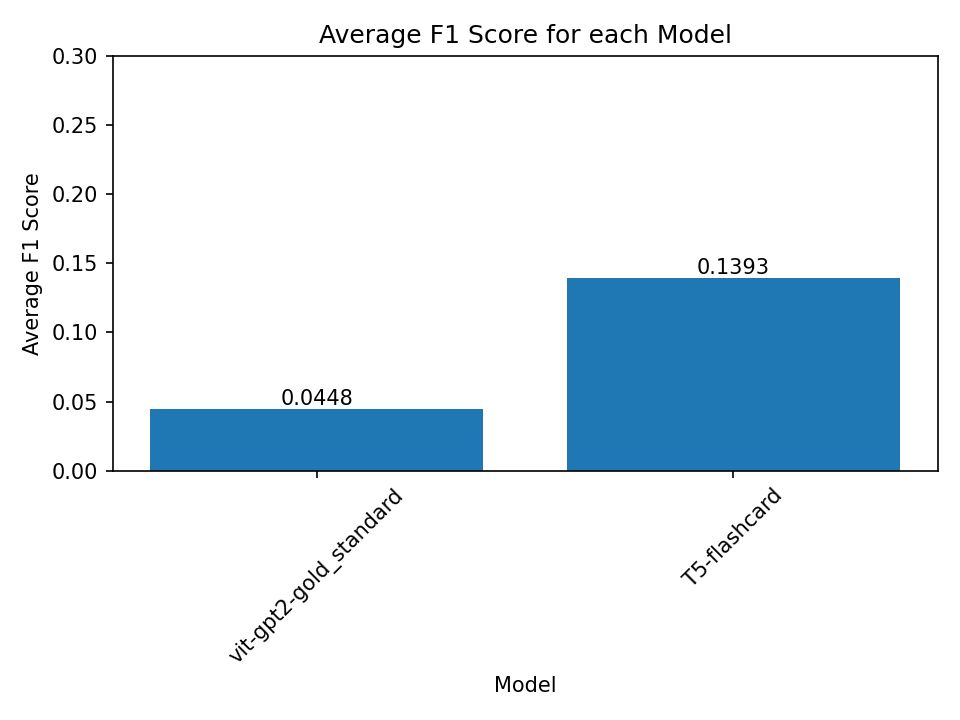 Average F1 Score for each Model
0.30
0.25
0.20
0.15
0.10
0.05
0.00
Average F1 Score
0.0448
0.1393
vit-gpt2-gold_standard
T5-flashcard
Model